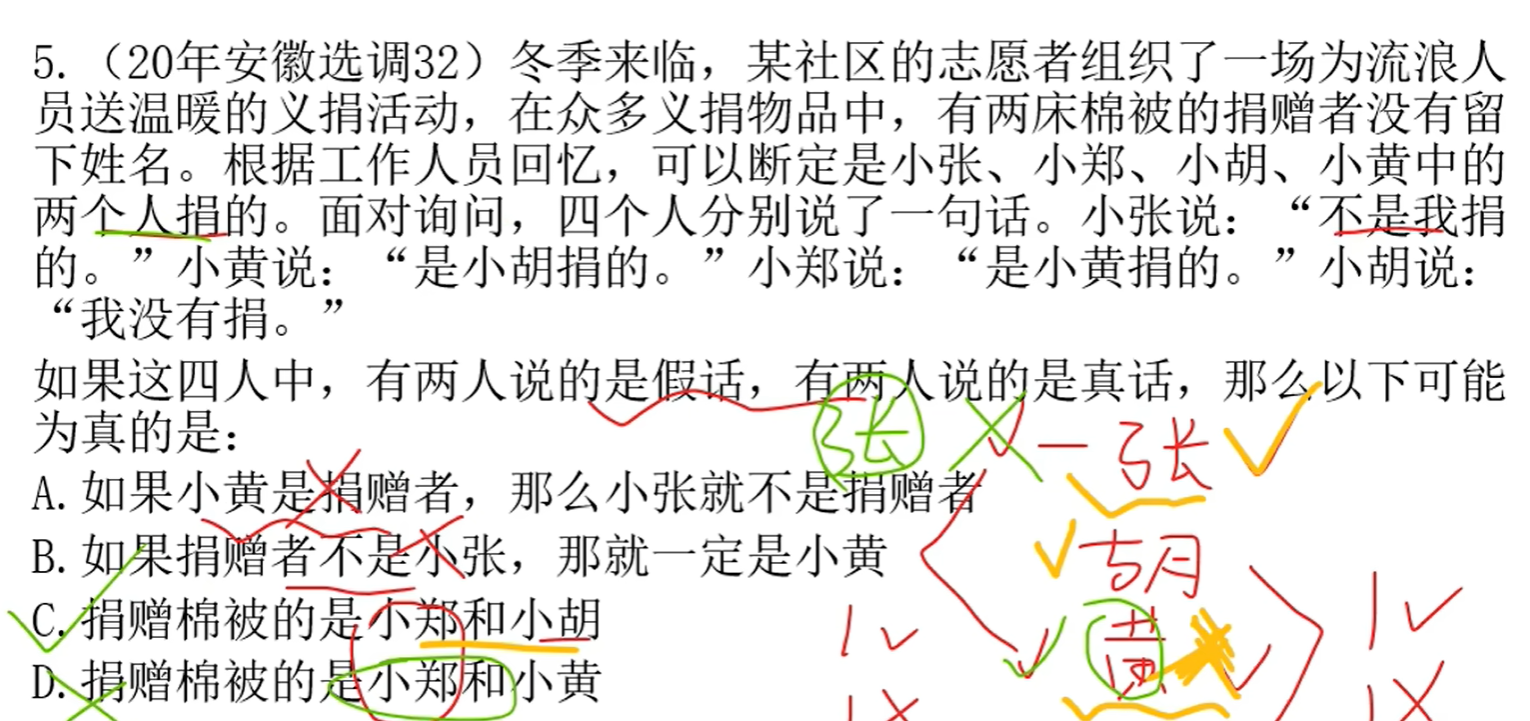 5.（20年安徽选调32）冬季来临，某社区的志愿者组织了一场为流浪人
员送温暖的义捐活动，在众多义捐物品中，有两床棉被的捐赠者没有留
下姓名。根据工作人员回忆，可以断定是小张、小郑、小胡、小黄中的
两个人捐的。面对询问，四个人分别说了一句话。小张说：“不是我捐
的。”小黄说：“是小胡捐的。”小郑说：“是小黄捐的。”小胡说：
“我没有捐。”
如果这四人中，有两人说的是假话，有两人说的是真话，那么以下可能
为真的是：
张 一张
A.如果小黄是捐赠者，那么小张就不是捐赠者
B.如果捐赠者不是小张，那就一定是小黄
胡
C.捐赠棉被的是小郑和小胡
1 黄 1
D.捐赠棉被的是小郑和小黄
1 1